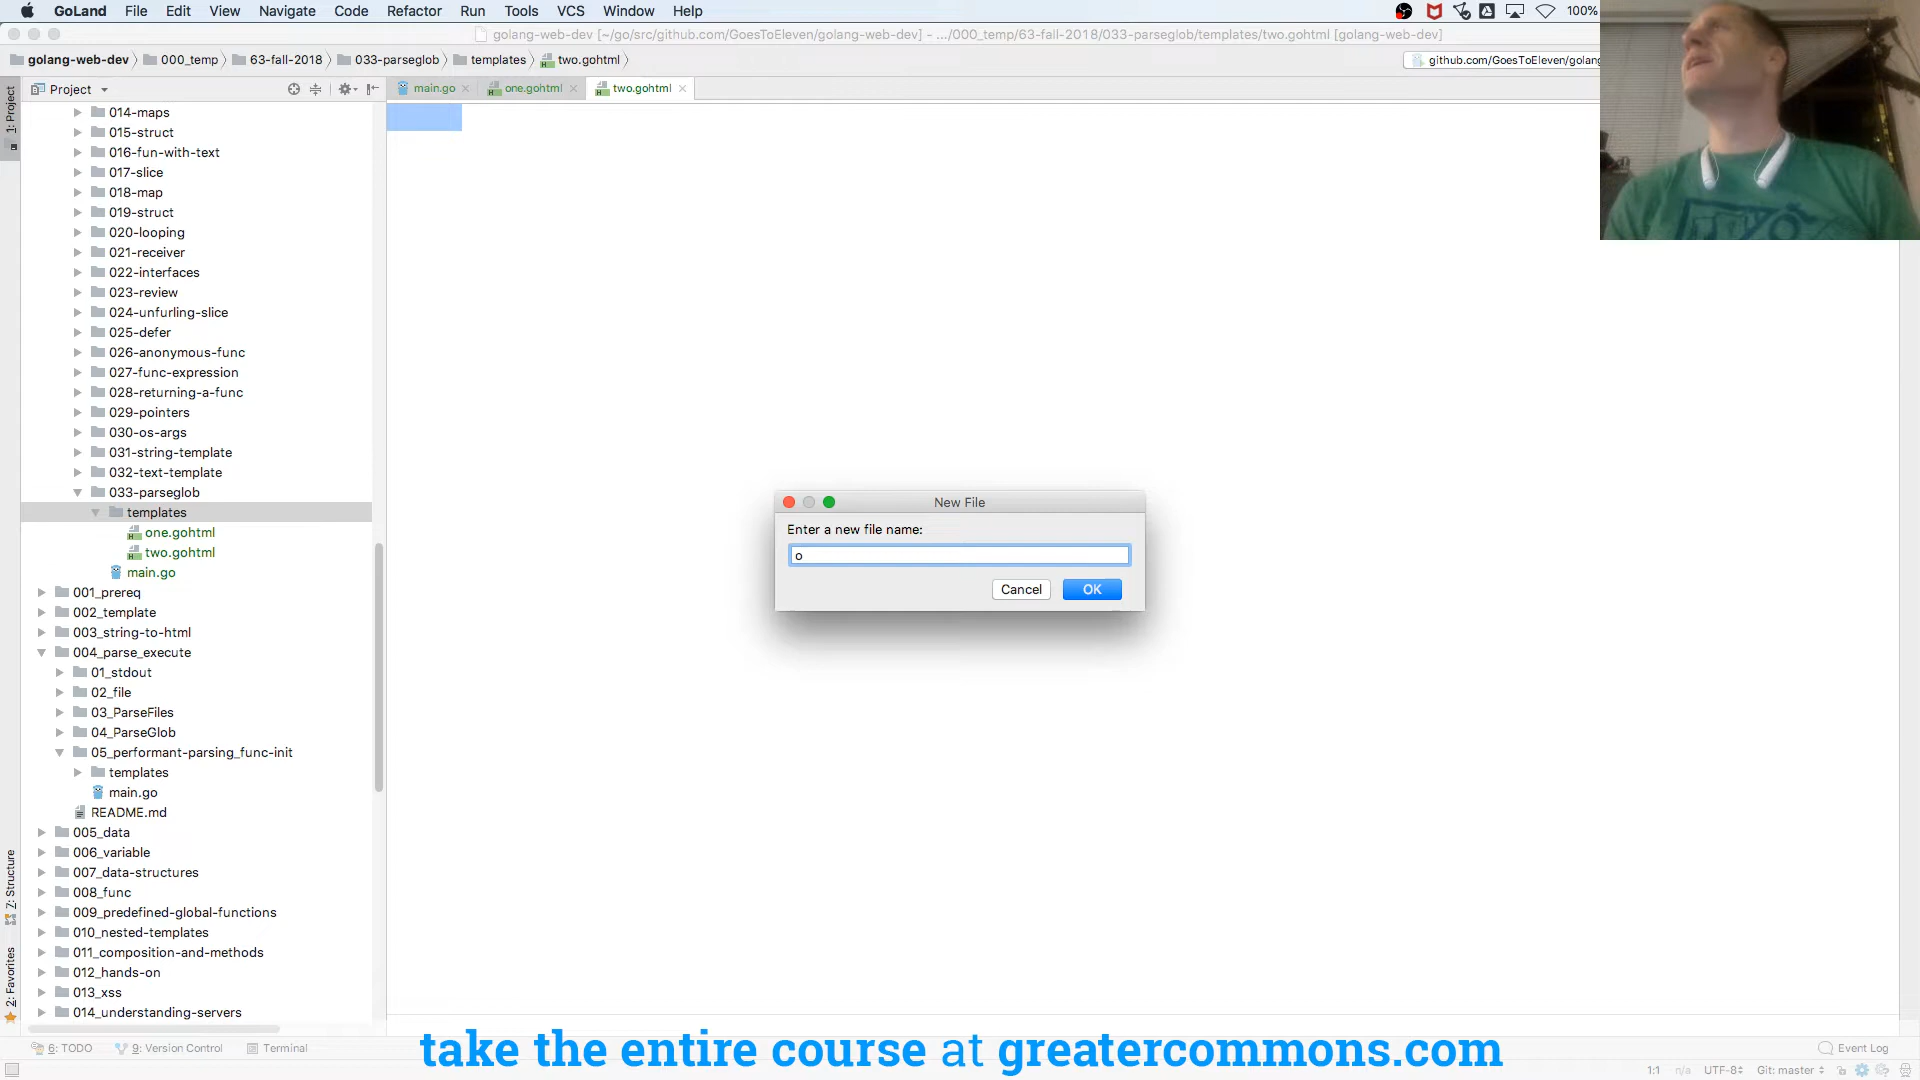 GoLand File Edit View Navigate Code Refactor Run Tools VCS Window Help 100%
golang-web-dev [~/go/src/github.com/GoesToEleven/golang-web-dev] – .../000_temp/63-fall-2018/033-parseglob/templates/two.gohtml [golang-web-dev]
golang-web-dev 000_temp 63-fall-2018 033-parseglob templates two.gohtml github.com/GoesToEleven/golang
Project main.go one.gohtml two.gohtml
1: Project
014-maps
015-struct
016-fun-with-text
017-slice
018-map
019-struct
020-looping
021-receiver
022-interfaces
023-review
024-unfurling-slice
025-defer
026-anonymous-func
027-func-expression
028-returning-a-func
029-pointers
030-os-args
031-string-template
032-text-template
033-parseglob
templates
one.gohtml
two.gohtml
main.go
001_prereq
002_template
003_string-to-html
004_parse_execute
01_stdout
02_file
03_ParseFiles
04_ParseGlob
05_performant-parsing_func-init
templates
main.go
README.md
005_data
006_variable
007_data-structures
008_func
009_predefined-global-functions
010_nested-templates
011_composition-and-methods
012_hands-on
013_xss
014_understanding-servers
7: Structure
2: Favorites
New File
Enter a new file name:
o
Cancel OK
6: TODO 9: Version Control Terminal Event Log
take the entire course at greatercommons.com
1:1 n/a UTF-8 Git: master